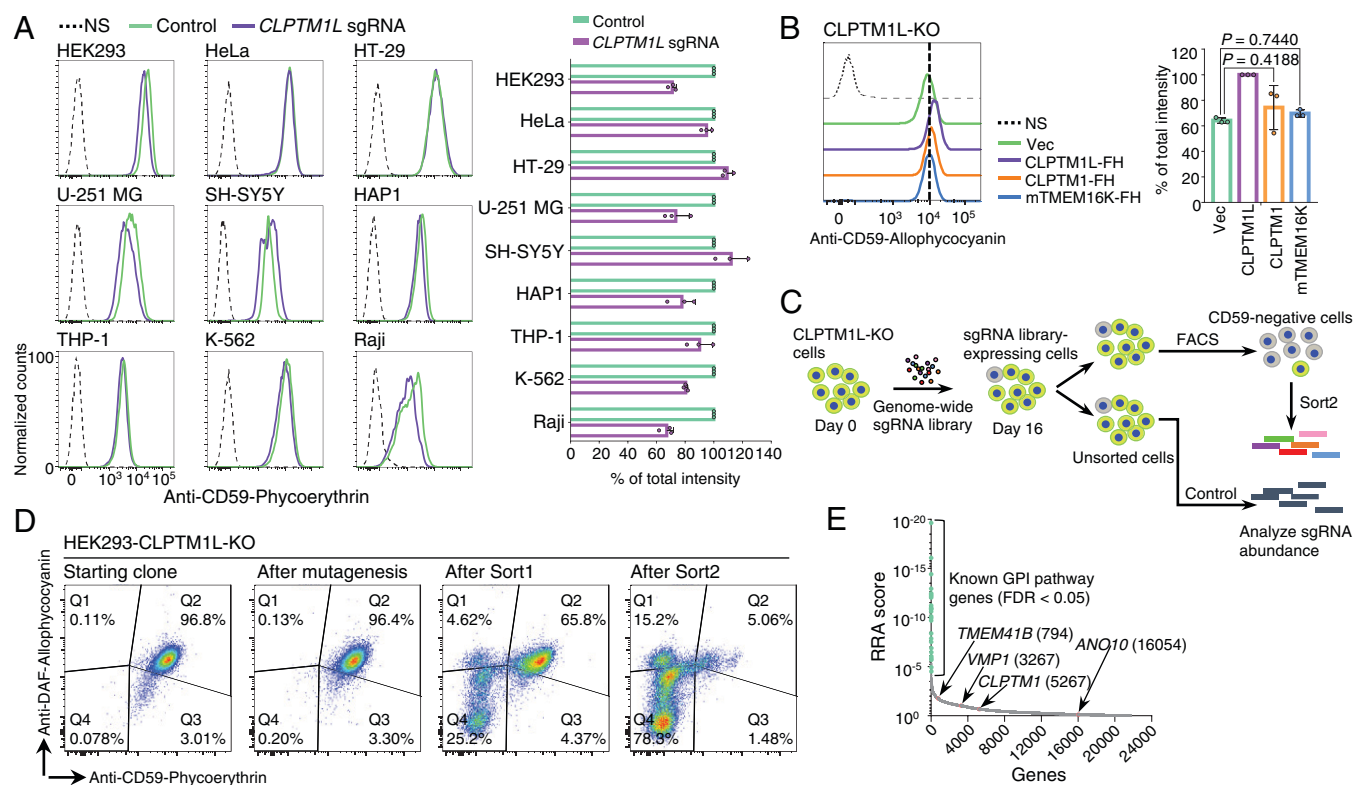 A
NS Control CLPTM1L sgRNA
HEK293 HeLa HT-29
U-251 MG SH-SY5Y HAP1
THP-1 K-562 Raji
Normalized counts
100
0
0 10³ 10⁴ 10⁵
Anti-CD59-Phycoerythrin
Control
CLPTM1L sgRNA
HEK293
HeLa
HT-29
U-251 MG
SH-SY5Y
HAP1
THP-1
K-562
Raji
0 20 40 60 80 100 120 140
% of total intensity
B
CLPTM1L-KO
NS
Vec
CLPTM1L-FH
CLPTM1-FH
mTMEM16K-FH
0 10³ 10⁴ 10⁵
Anti-CD59-Allophycocyanin
P = 0.7440
P = 0.4188
% of total intensity
120
100
80
60
40
20
0
Vec
CLPTM1L
CLPTM1
mTMEM16K
C
CLPTM1L-KO
cells
Day 0
Genome-wide
sgRNA library
sgRNA library-
expressing cells
Day 16
FACS
CD59-negative cells
Sort2
Unsorted cells
Control
Analyze sgRNA
abundance
D
HEK293-CLPTM1L-KO
Starting clone After mutagenesis After Sort1 After Sort2
Q1 Q2 Q1 Q2 Q1 Q2 Q1 Q2
0.11% 96.8% 0.13% 96.4% 4.62% 65.8% 15.2% 5.06%
Q4 Q3 Q4 Q3 Q4 Q3 Q4 Q3
0.078% 3.01% 0.20% 3.30% 25.2% 4.37% 78.3% 1.48%
Anti-DAF-Allophycocyanin
Anti-CD59-Phycoerythrin
E
RRA score
10⁻²⁰
10⁻¹⁵
10⁻¹⁰
10⁻⁵
10⁰
Known GPI pathway
genes (FDR < 0.05)
TMEM41B (794)
ANO10 (16054)
VMP1 (3267)
CLPTM1 (5267)
0 4000 8000 12000 16000 20000 24000
Genes